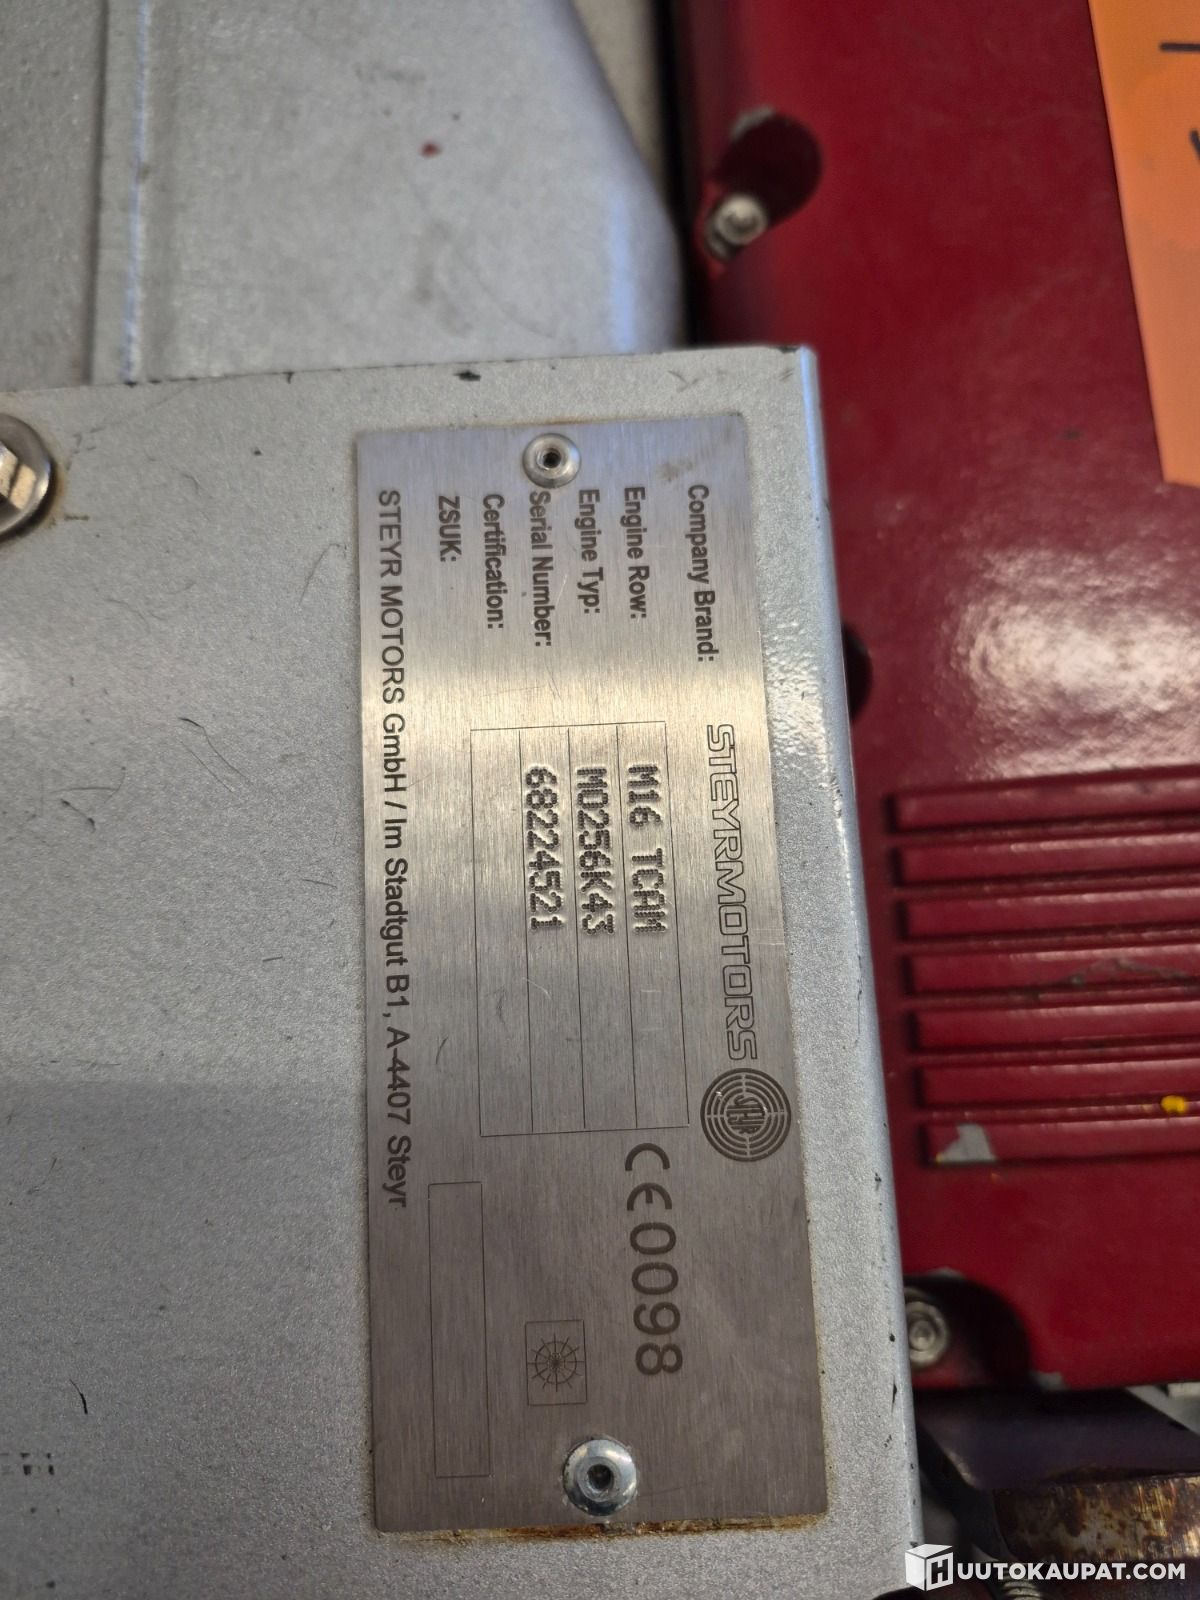 Company Brand: STEYRMOTORS
Engine Row: M16 TCAM
Engine Typ: MO256K43
Serial Number: 68224521
Certification:
ZSUK:
STEYR MOTORS GmbH / Im Stadtgut B1, A-4407 Steyr
CE0098
HUUTOKAUPAT.COM